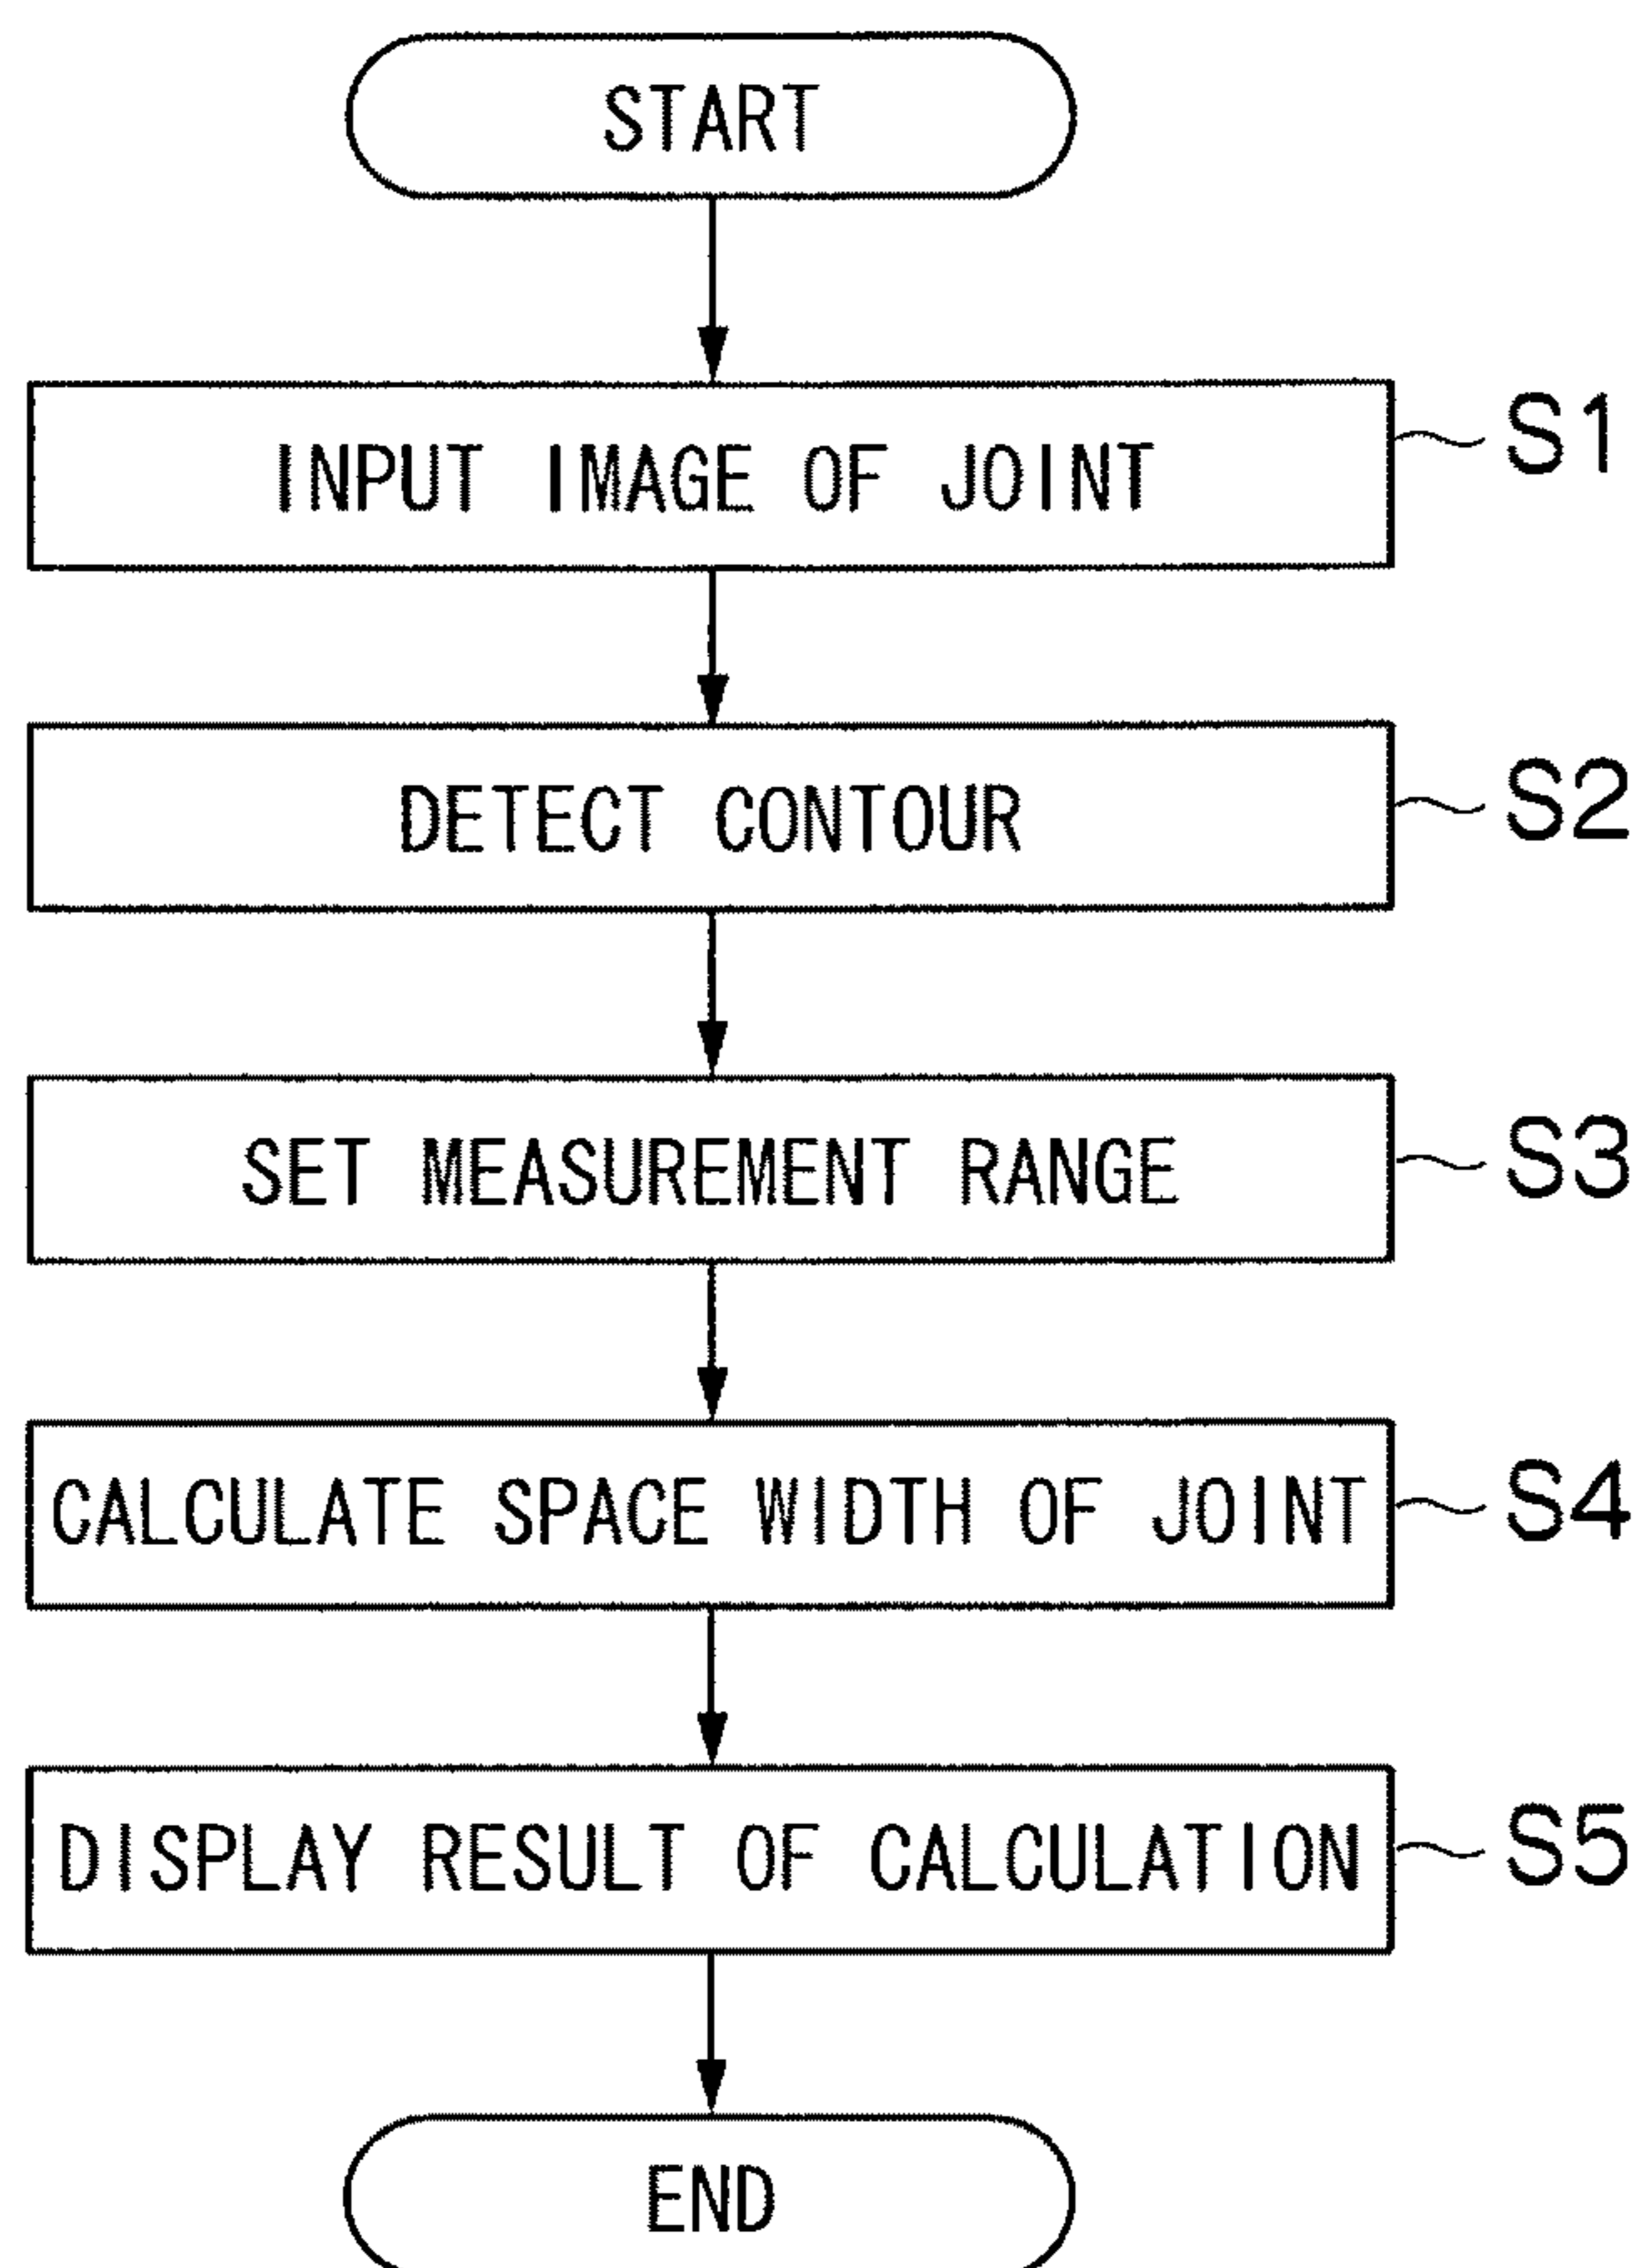 START
INPUT IMAGE OF JOINT S1
DETECT CONTOUR S2
SET MEASUREMENT RANGE S3
CALCULATE SPACE WIDTH OF JOINT S4
DISPLAY RESULT OF CALCULATION S5
END